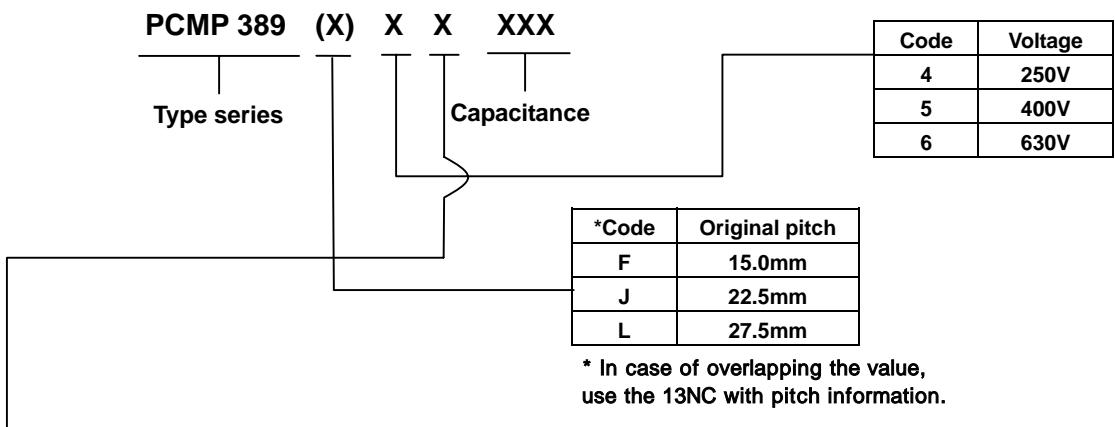 PCMP 389 (X) X X XXX
Type series
Capacitance
Code Voltage
4 250V
5 400V
6 630V
*Code Original pitch
F 15.0mm
J 22.5mm
L 27.5mm
* In case of overlapping the value,
use the 13NC with pitch information.